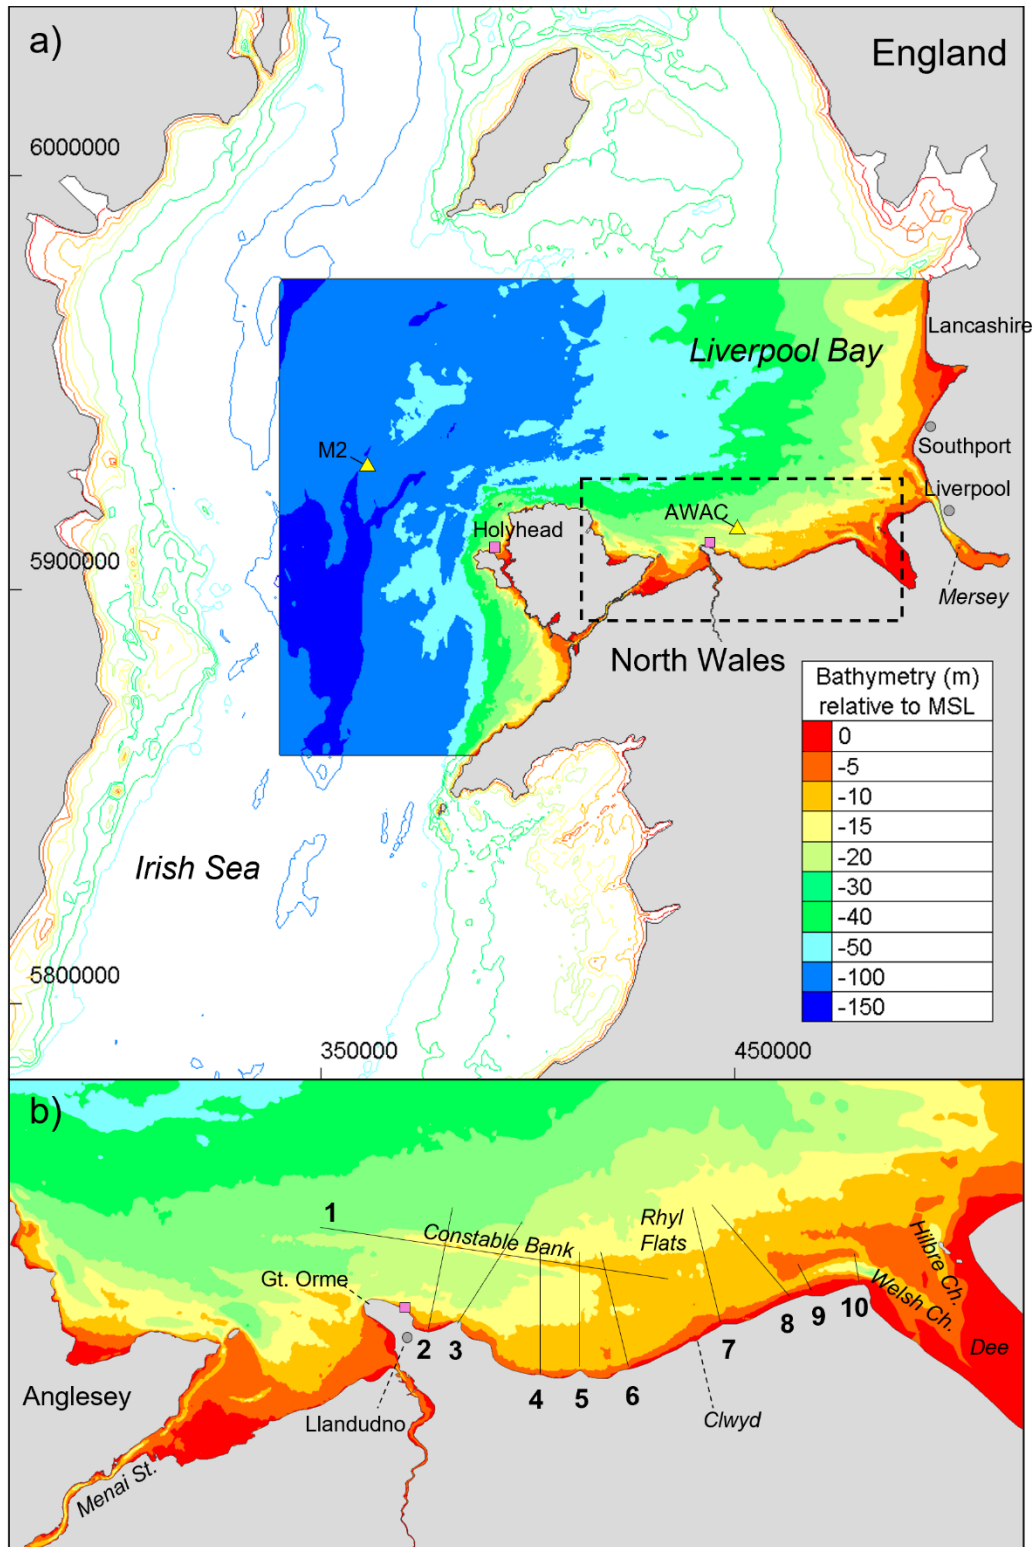 a)
England
6000000
Lancashire
Liverpool Bay
M2
Southport
Liverpool
AWAC
Holyhead
5900000
Mersey
North Wales
Bathymetry (m)
relative to MSL
0
-5
-10
-15
-20
-30
-40
-50
-100
-150
Irish Sea
5800000
350000
450000
b)
1
Constable Bank
Rhyl
Flats
Gt. Orme
Hilbre Ch.
Welsh Ch.
2
3
4
5
6
7
8
9
10
Dee
Anglesey
Llandudno
Clwyd
Menai St.